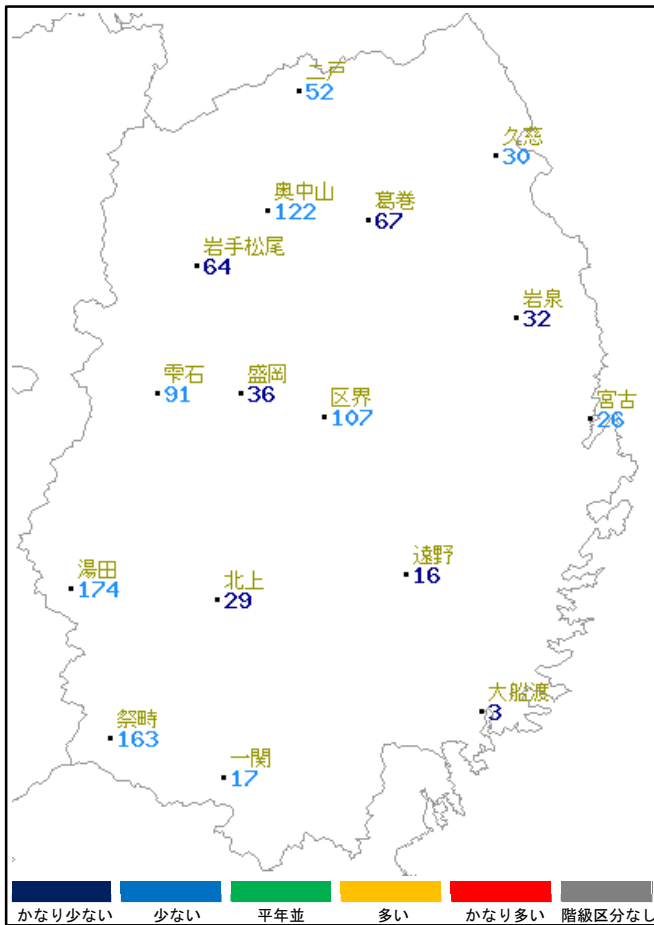 二戸
52
久慈
30
奥中山
122
葛巻
67
岩手松尾
64
岩泉
32
雫石
91
盛岡
36
区界
107
宮古
26
湯田
174
北上
29
遠野
16
大船渡
3
祭畤
163
一関
17
かなり少ない
少ない
平年並
多い
かなり多い
階級区分なし